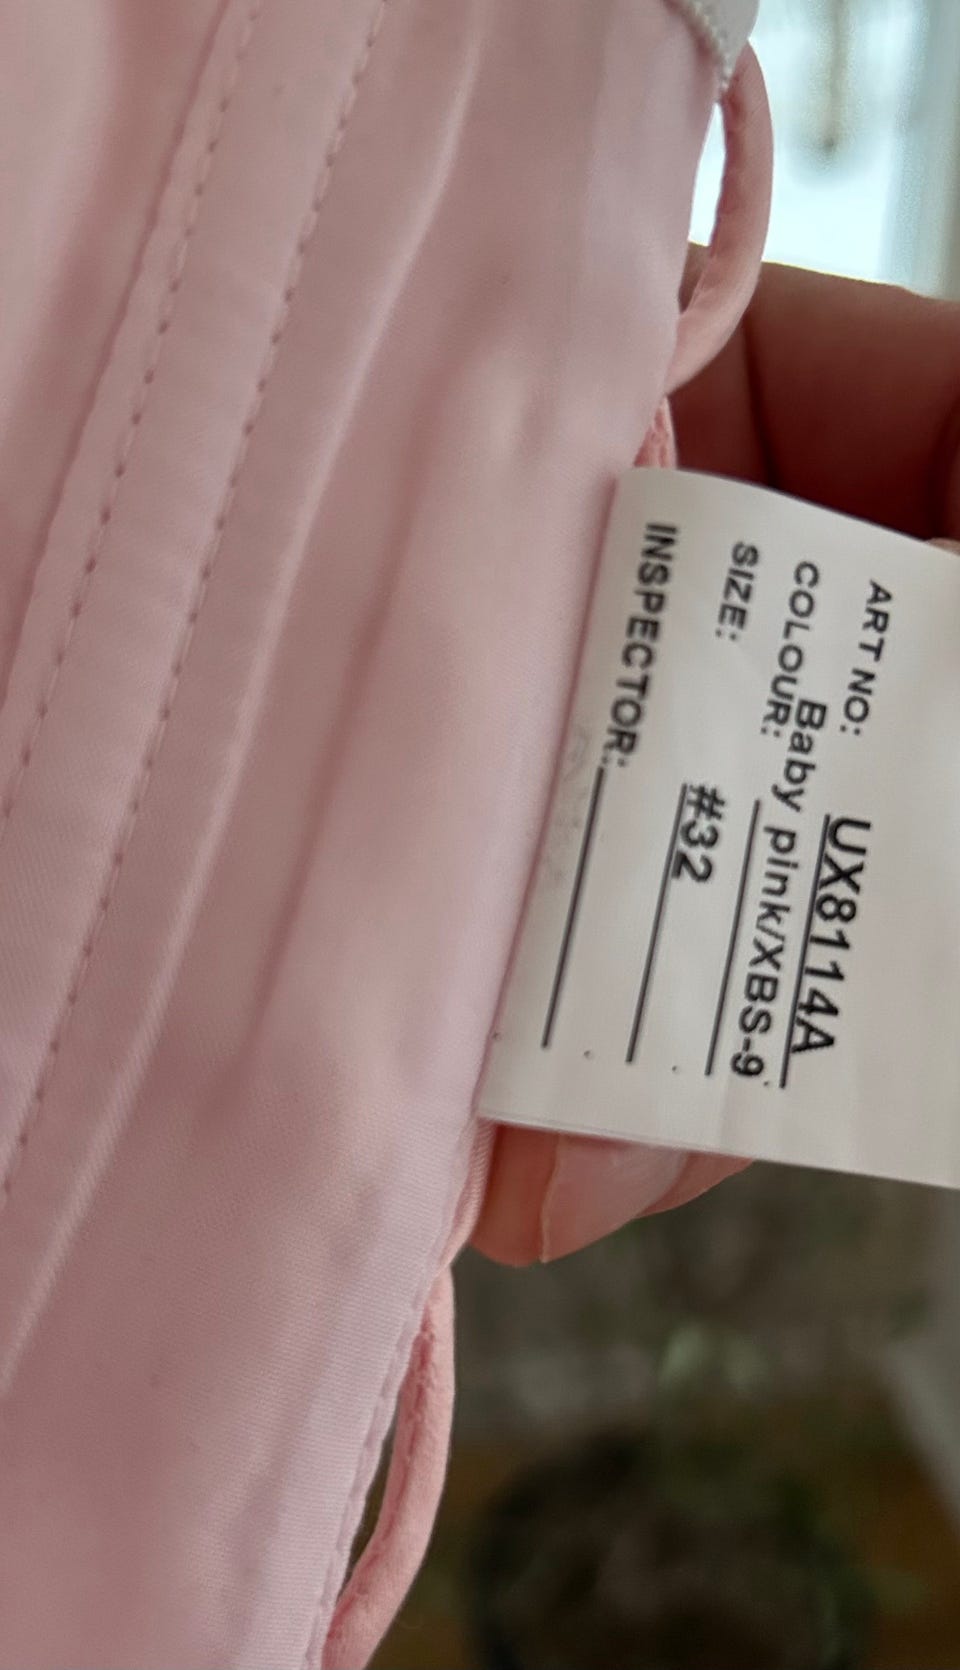 ART NO: UX8114A
COLOUR: Baby pink/XBS-9
SIZE: #32
INSPECTOR: